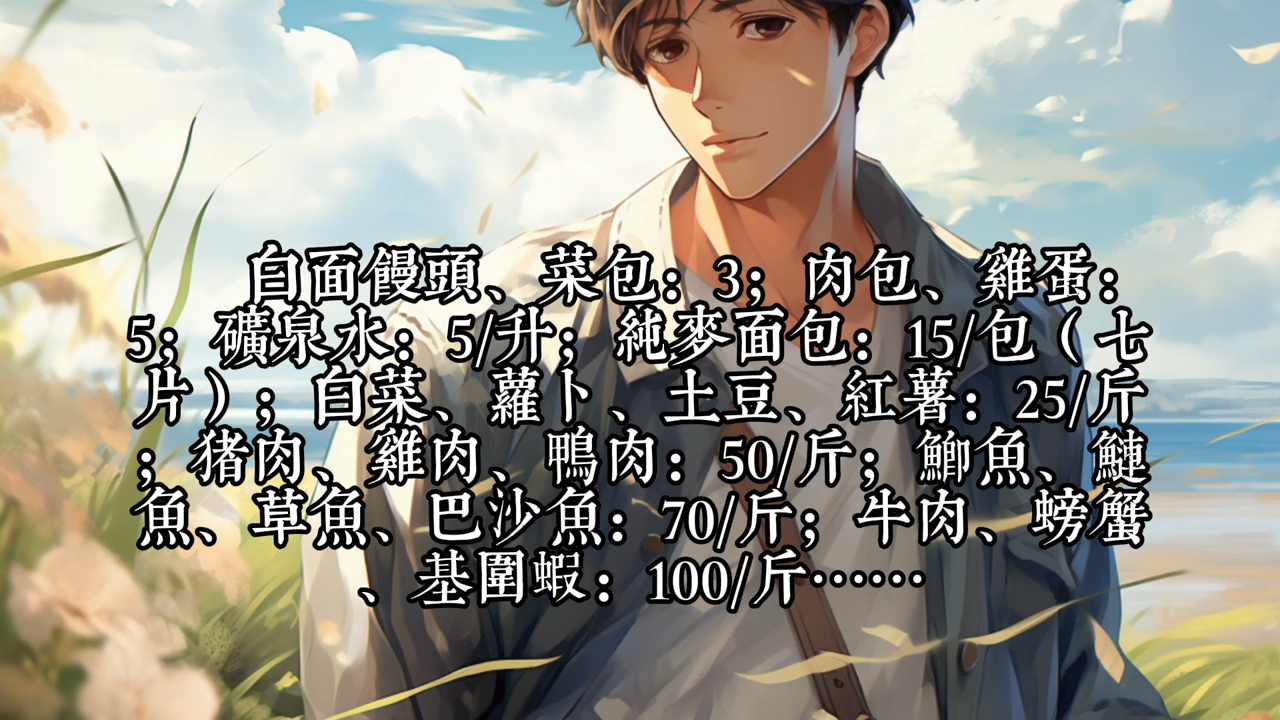 白面饅頭、菜包：3；肉包、雞蛋：
5；礦泉水：5/升；純麥面包：15/包（七
片）；白菜、蘿卜、土豆、紅薯：25/斤
；猪肉、雞肉、鴨肉：50/斤；鯽魚、鰱
魚、草魚、巴沙魚：70/斤；牛肉、螃蟹
、基圍蝦：100/斤……